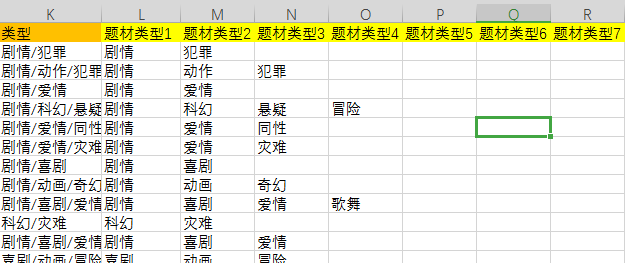 K L M N O P Q R
类型 题材类型1 题材类型2 题材类型3 题材类型4 题材类型5 题材类型6 题材类型7
剧情/犯罪 剧情 犯罪
剧情/动作/犯罪 剧情 动作 犯罪
剧情/爱情 剧情 爱情
剧情/科幻/悬疑 剧情 科幻 悬疑 冒险
剧情/爱情/同性 剧情 爱情 同性
剧情/爱情/灾难 剧情 爱情 灾难
剧情/喜剧 剧情 喜剧
剧情/动画/奇幻 剧情 动画 奇幻
剧情/喜剧/爱情 剧情 喜剧 爱情 歌舞
科幻/灾难 科幻 灾难
剧情/喜剧/爱情 剧情 喜剧 爱情
喜剧/动画/冒险 喜剧 动画 冒险